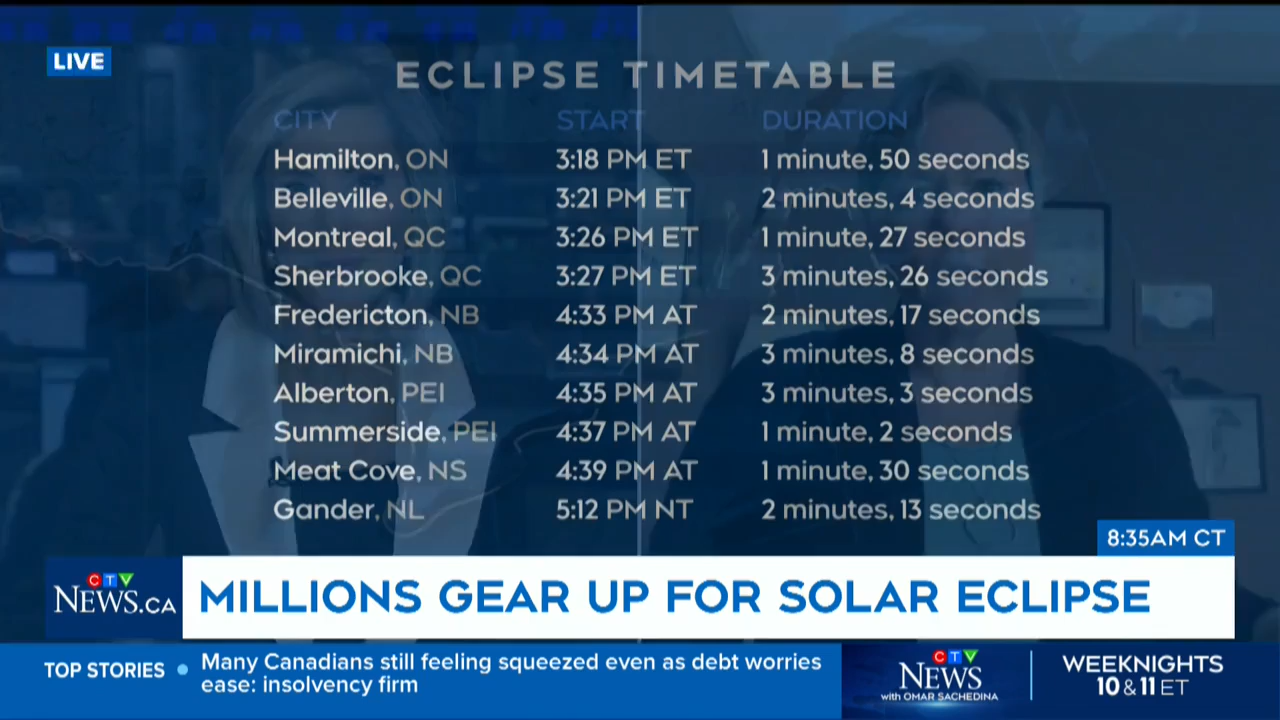 LIVE
ECLIPSE TIMETABLE
CITY START DURATION
Hamilton, ON 3:18 PM ET 1 minute, 50 seconds
Belleville, ON 3:21 PM ET 2 minutes, 4 seconds
Montreal, QC 3:26 PM ET 1 minute, 27 seconds
Sherbrooke, QC 3:27 PM ET 3 minutes, 26 seconds
Fredericton, NB 4:33 PM AT 2 minutes, 17 seconds
Miramichi, NB 4:34 PM AT 3 minutes, 8 seconds
Alberton, PEI 4:35 PM AT 3 minutes, 3 seconds
Summerside, PEI 4:37 PM AT 1 minute, 2 seconds
Meat Cove, NS 4:39 PM AT 1 minute, 30 seconds
Gander, NL 5:12 PM NT 2 minutes, 13 seconds
8:35AM CT
CTV
NEWS.CA
MILLIONS GEAR UP FOR SOLAR ECLIPSE
TOP STORIES
Many Canadians still feeling squeezed even as debt worries
ease: insolvency firm
CTV
NEWS
with OMAR SACHEDINA
WEEKNIGHTS
10 & 11 ET